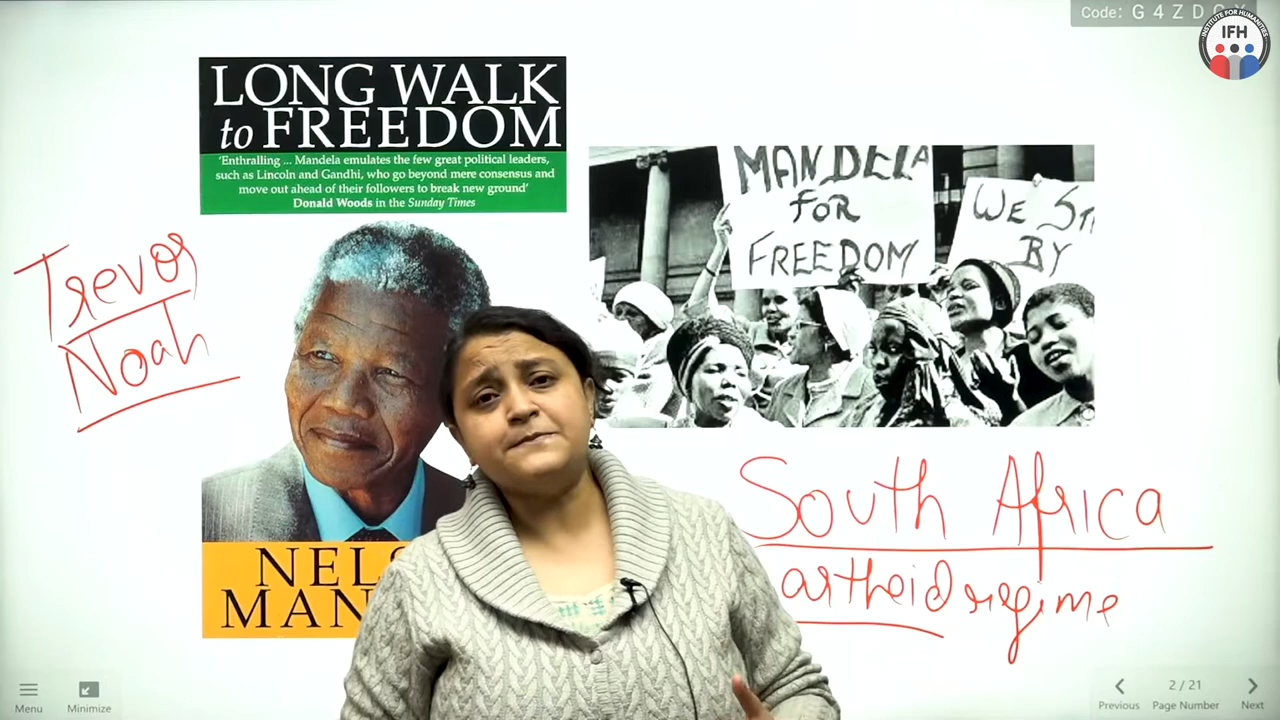 Code: G 4 Z D
INSTITUTE FOR HUMANITIES
IFH
LONG WALK
to FREEDOM
'Enthralling ... Mandela emulates the few great political leaders,
such as Lincoln and Gandhi, who go beyond mere consensus and
move out ahead of their followers to break new ground'
Donald Woods in the Sunday Times
MANDELA
FOR
FREEDOM
WE
BY
Trevor
Noah
NEL
MAN
South Africa
artheid regime
Menu
Minimize
Previous
2 / 21
Page Number
Next